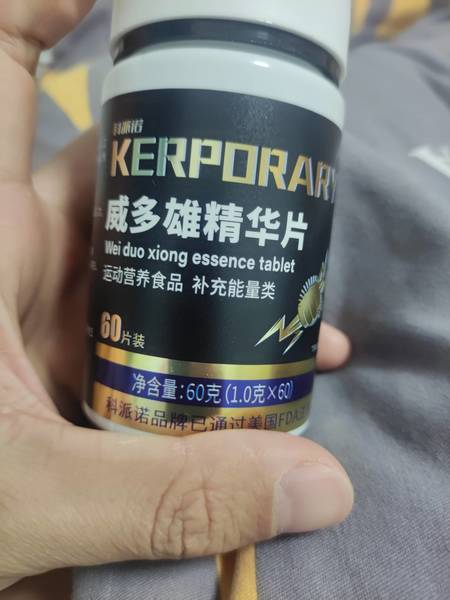 科派诺
KERPORARY
威多雄精华片
Wei duo xiong essence tablet
运动营养食品 补充能量类
60片装
净含量:60克(1.0克×60)
科派诺品牌已通过美国FDA